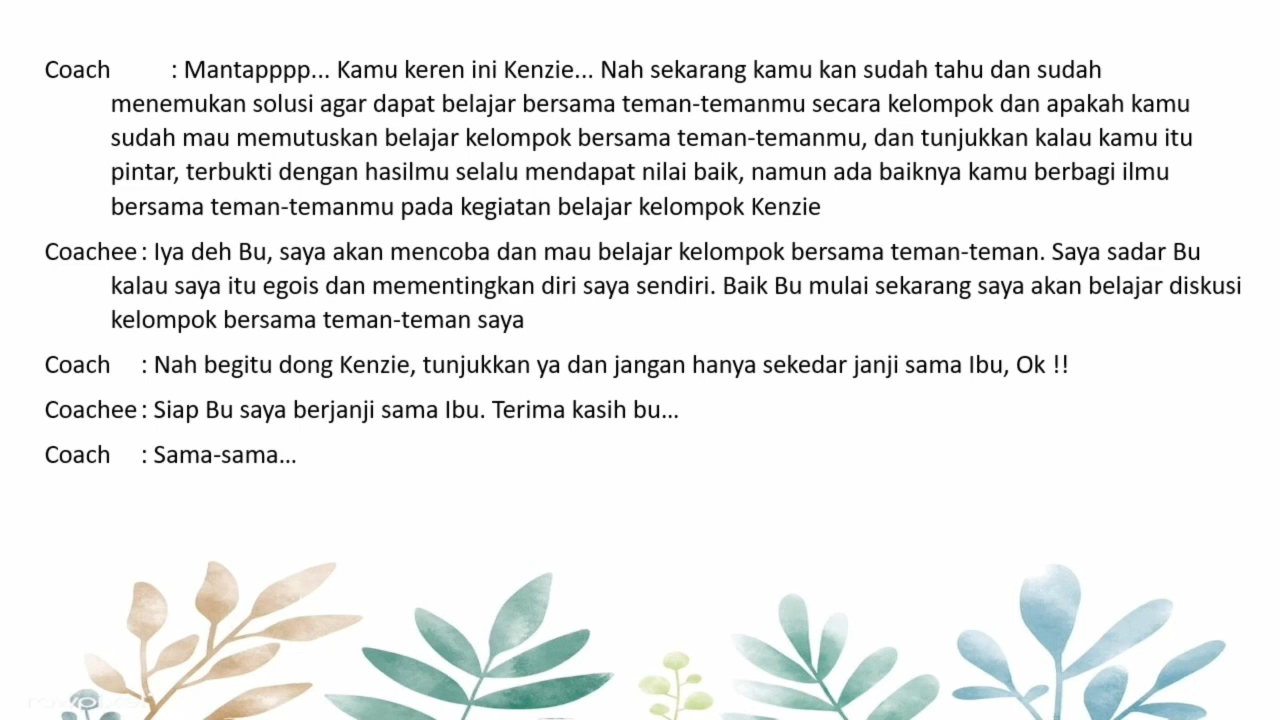 Coach : Mantapppp... Kamu keren ini Kenzie... Nah sekarang kamu kan sudah tahu dan sudah
menemukan solusi agar dapat belajar bersama teman-temanmu secara kelompok dan apakah kamu
sudah mau memutuskan belajar kelompok bersama teman-temanmu, dan tunjukkan kalau kamu itu
pintar, terbukti dengan hasilmu selalu mendapat nilai baik, namun ada baiknya kamu berbagi ilmu
bersama teman-temanmu pada kegiatan belajar kelompok Kenzie
Coachee : Iya deh Bu, saya akan mencoba dan mau belajar kelompok bersama teman-teman. Saya sadar Bu
kalau saya itu egois dan mementingkan diri saya sendiri. Baik Bu mulai sekarang saya akan belajar diskusi
kelompok bersama teman-teman saya
Coach : Nah begitu dong Kenzie, tunjukkan ya dan jangan hanya sekedar janji sama Ibu, Ok !!
Coachee : Siap Bu saya berjanji sama Ibu. Terima kasih bu...
Coach : Sama-sama...